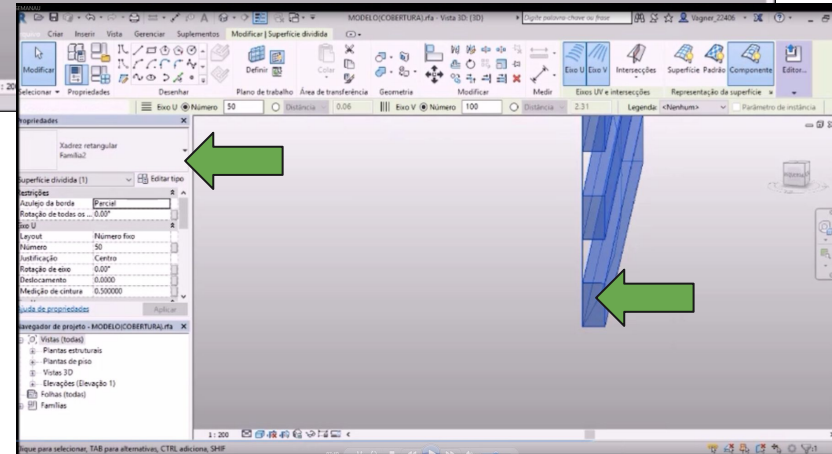 SEMANAU
MODELO(COBERTURA).rfa - Vista 3D: {3D}
Digite palavra-chave ou frase
Vagner_22406
Criar Inserir Vista Gerenciar Suplementos Modificar | Superfície dividida
Modificar
Definir
Colar
Eixo U Eixo V Intersecções Superfície Padrão Componente Editor...
Selecionar Propriedades Desenhar Plano de trabalho Área de transferência Geometria Modificar Medir Eixos UV e intersecções Representação da superfície
Eixo U Número 50 Distância 0.06 Eixo V Número 100 Distância 2.31 Legenda: <Nenhum> Parâmetro de instância
: 20
Propriedades
Xadrez retangular
Família2
Superfície dividida (1) Editar tipo
Restrições
Azulejo da borda Parcial
Rotação de todas os ... 0.00°
Eixo U
Layout Número fixo
Número 50
Justificação Centro
Rotação de eixo 0.00°
Deslocamento 0.0000
Medição de cintura 0.500000
Ajuda de propriedades Aplicar
Navegador de projeto - MODELO(COBERTURA).rfa
Vistas (todas)
Plantas estruturais
Plantas de piso
Vistas 3D
Elevações (Elevação 1)
Folhas (todas)
Famílias
1 : 200
Clique para selecionar, TAB para alternativas, CTRL adiciona, SHIF
:1